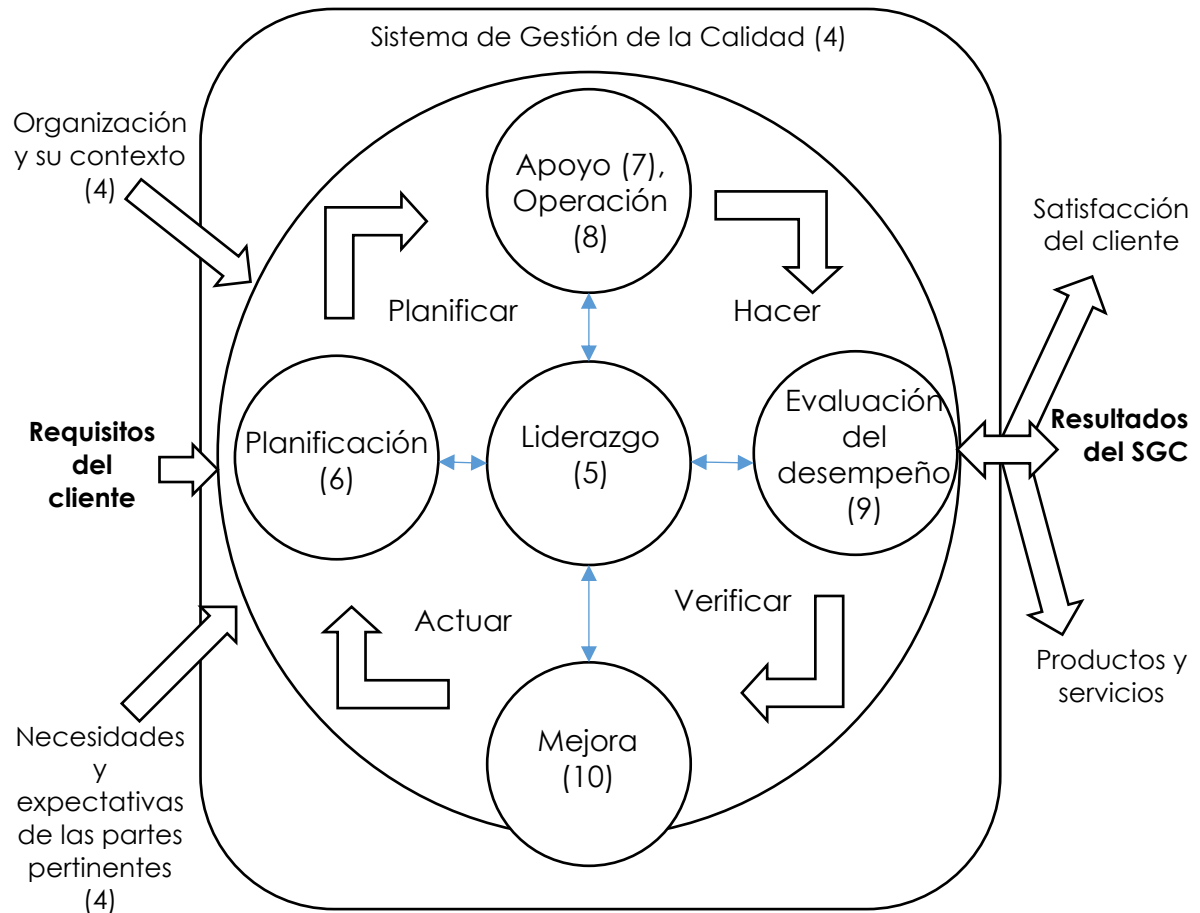 Sistema de Gestión de la Calidad (4)
Organización
y su contexto
(4)
Apoyo (7),
Operación
(8)
Satisfacción
del cliente
Planificar
Hacer
Requisitos
del
cliente
Planificación
(6)
Liderazgo
(5)
Evaluación
del
desempeño
(9)
Resultados
del SGC
Actuar
Verificar
Necesidades
y
expectativas
de las partes
pertinentes
(4)
Mejora
(10)
Productos y
servicios